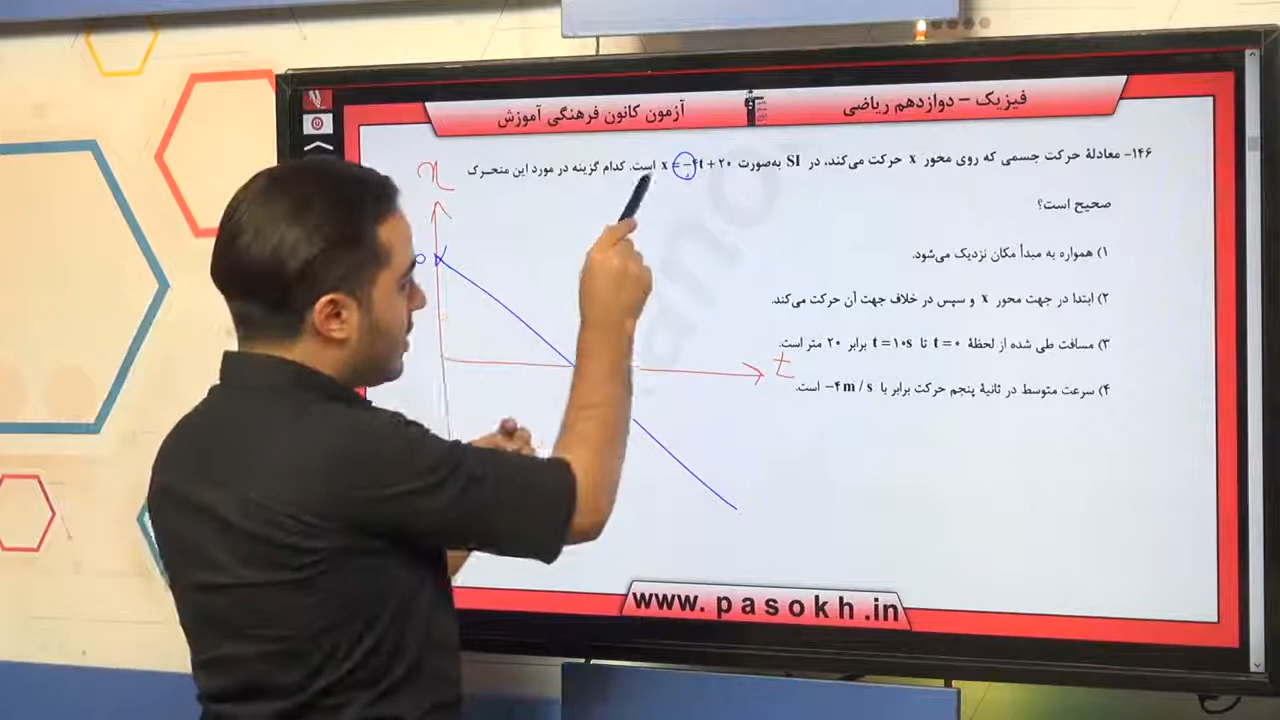 فیزیک – دوازدهم ریاضی
آزمون کانون فرهنگی آموزش
۱۴۶- معادلهٔ حرکت جسمی که روی محور x حرکت می‌کند، در SI به‌صورت x = -۴t + ۲۰ است. کدام گزینه در مورد این متحـرک
صحیح است؟
۱) همواره به مبدأ مکان نزدیک می‌شود.
۲) ابتدا در جهت محور x و سپس در خلاف جهت آن حرکت می‌کند.
۳) مسافت طی شده از لحظهٔ t = ۰ تا t = ۱۰s برابر ۲۰ متر است.
۴) سرعت متوسط در ثانیهٔ پنجم حرکت برابر با -۴m / s است.
x
t
www. pasokh.in